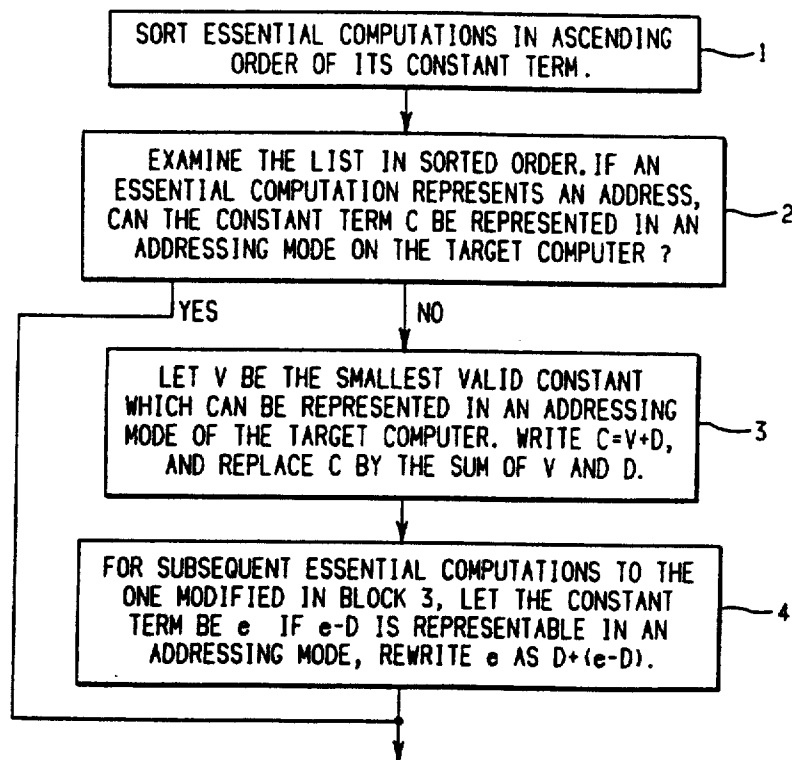 SORT ESSENTIAL COMPUTATIONS IN ASCENDING
ORDER OF ITS CONSTANT TERM.
1
EXAMINE THE LIST IN SORTED ORDER. IF AN
ESSENTIAL COMPUTATION REPRESENTS AN ADDRESS,
CAN THE CONSTANT TERM C BE REPRESENTED IN AN
ADDRESSING MODE ON THE TARGET COMPUTER ?
2
YES
NO
LET V BE THE SMALLEST VALID CONSTANT
WHICH CAN BE REPRESENTED IN AN ADDRESSING
MODE OF THE TARGET COMPUTER. WRITE C=V+D,
AND REPLACE C BY THE SUM OF V AND D.
3
FOR SUBSEQUENT ESSENTIAL COMPUTATIONS TO THE
ONE MODIFIED IN BLOCK 3, LET THE CONSTANT
TERM BE e IF e-D IS REPRESENTABLE IN AN
ADDRESSING MODE, REWRITE e AS D+(e-D).
4